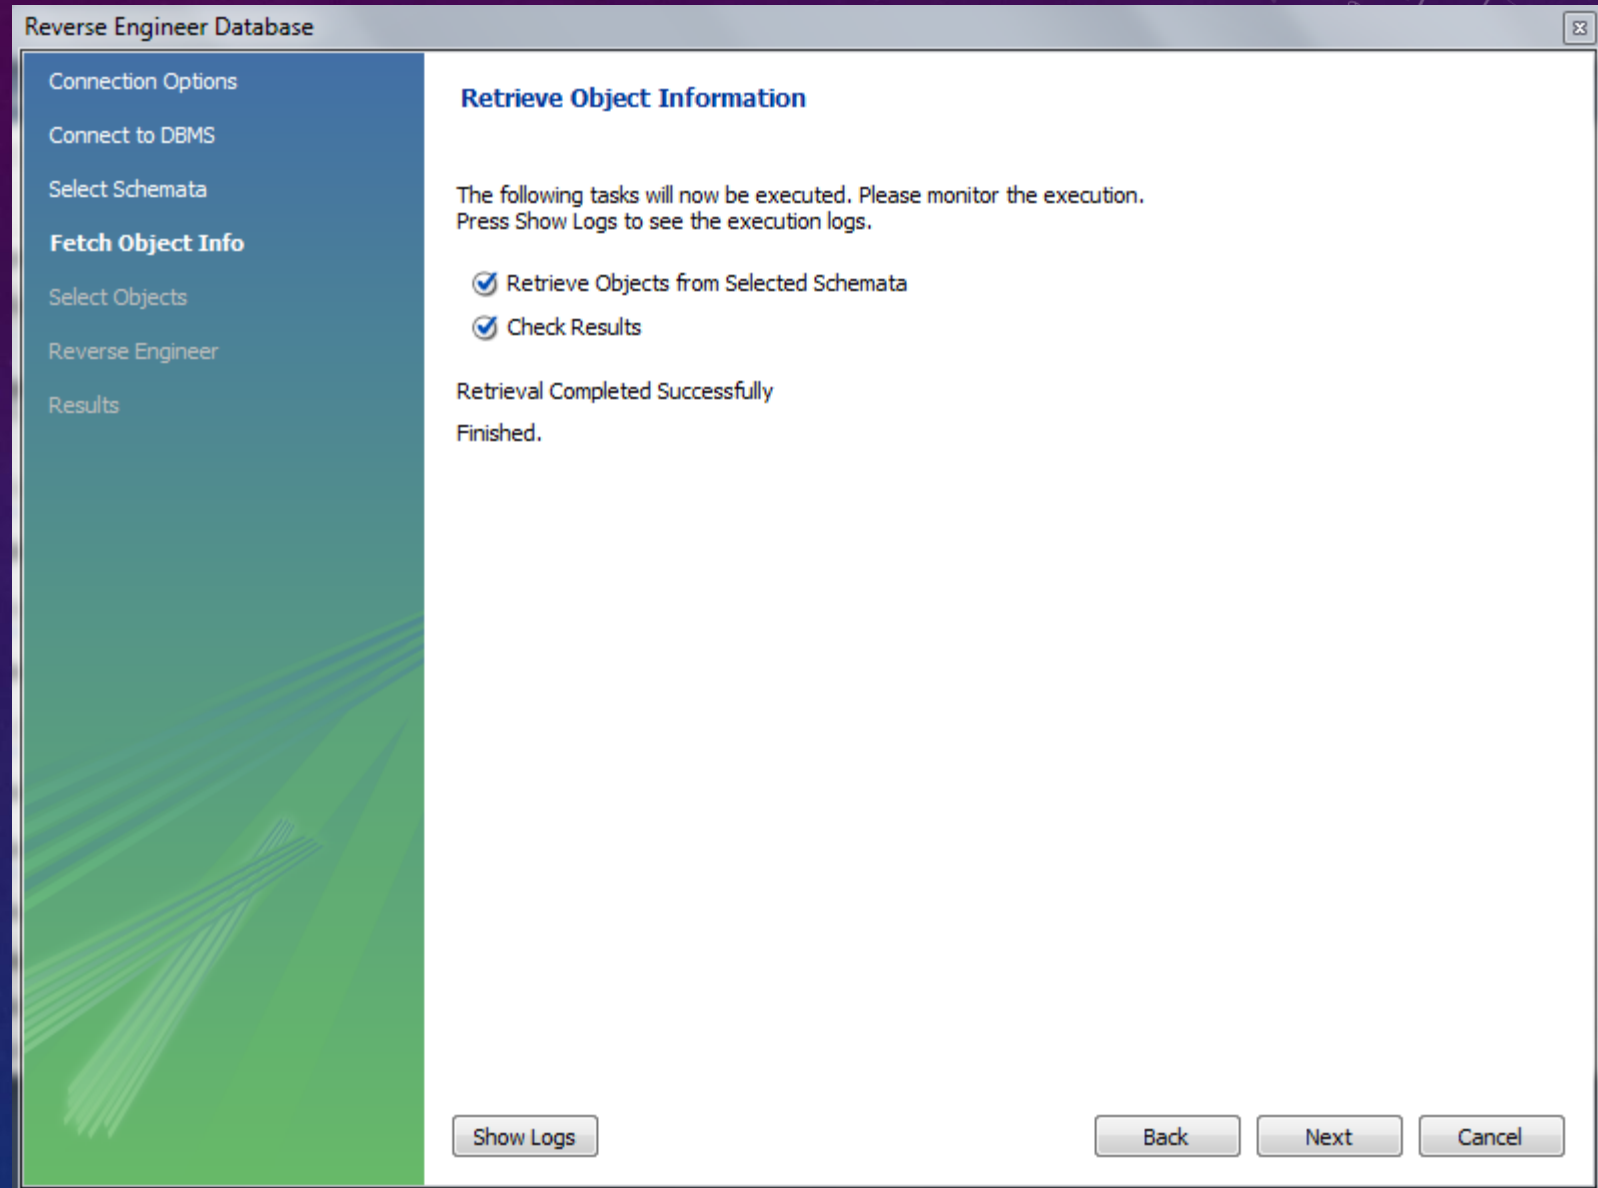 Reverse Engineer Database
Connection Options
Connect to DBMS
Select Schemata
Fetch Object Info
Select Objects
Reverse Engineer
Results
Retrieve Object Information
The following tasks will now be executed. Please monitor the execution.
Press Show Logs to see the execution logs.
Retrieve Objects from Selected Schemata
Check Results
Retrieval Completed Successfully
Finished.
Show Logs
Back
Next
Cancel